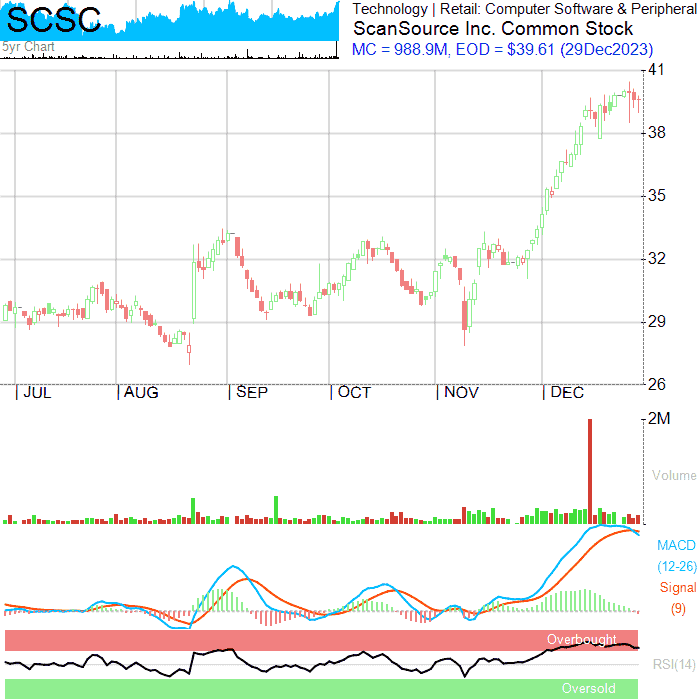 SCSC
5yr Chart
Technology | Retail: Computer Software & Peripheral
ScanSource Inc. Common Stock
MC = 988.9M, EOD = $39.61 (29Dec2023)
41
38
35
32
29
26
| JUL | AUG | SEP | OCT | NOV | DEC
2M
Volume
MACD
(12-26)
Signal
(9)
Overbought
RSI(14)
Oversold